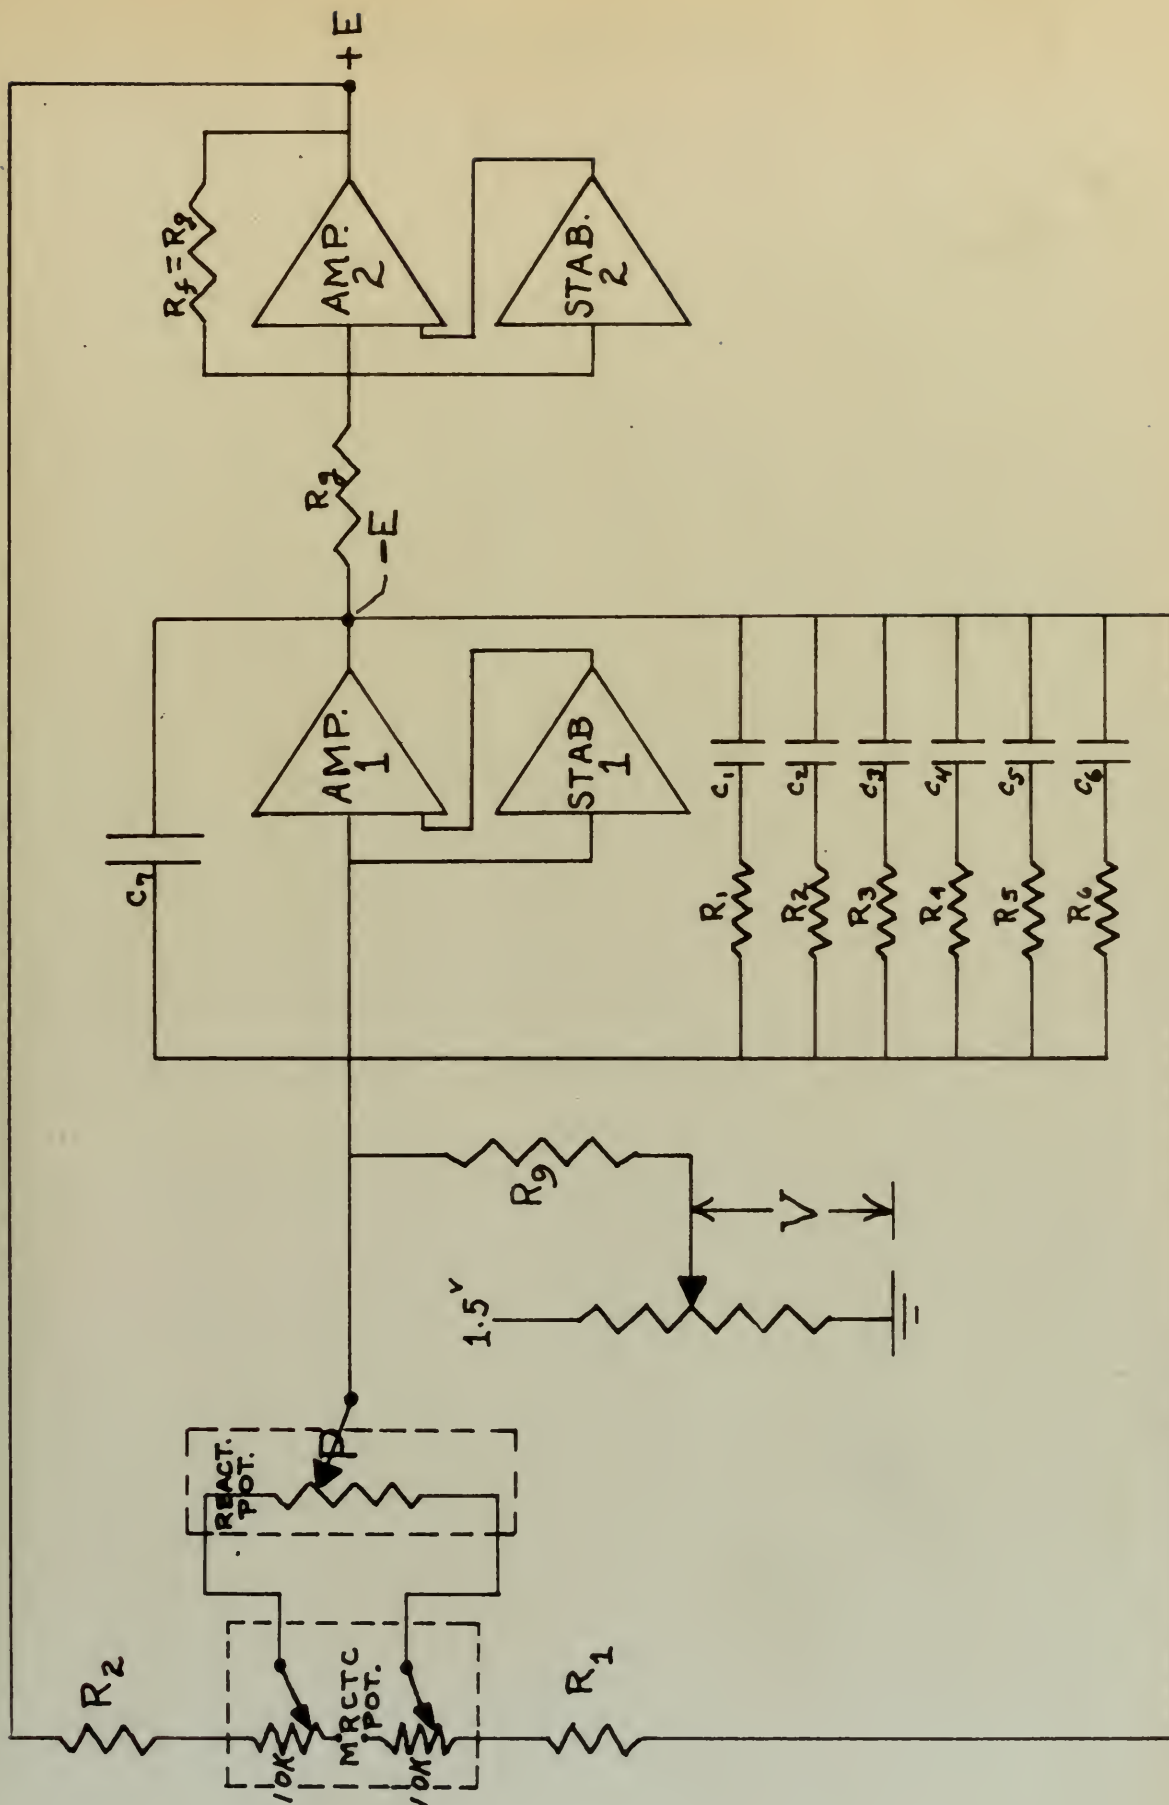 +E
Rf=Rg
AMP. 2
STAB. 2
Rg
-E
C7
AMP. 1
STAB 1
C1
C2
C3
C4
C5
C6
R1
R2
R3
R4
R5
R6
R9
V
1.5v
REACT. POT.
P
R2
10K
MRCTC POT.
10K
R1